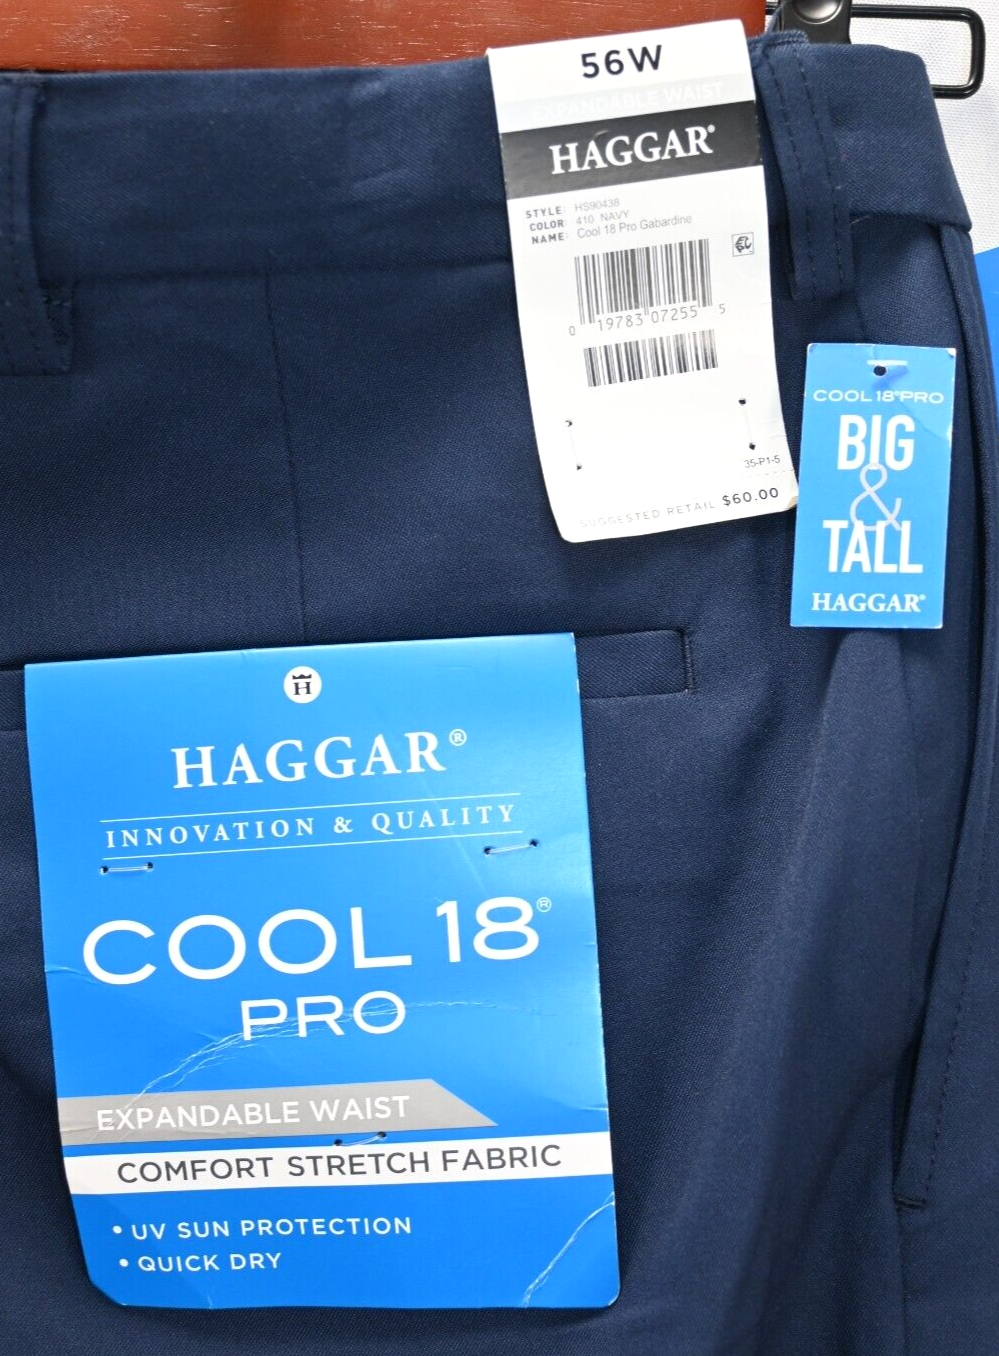 56W
EXPANDABLE WAIST
HAGGAR®
STYLE: HS90438
COLOR: 410 NAVY
NAME: Cool 18 Pro Gabardine
0 19783 07255 5
35-P1-5
SUGGESTED RETAIL $60.00
COOL 18® PRO
BIG
&
TALL
HAGGAR®
H
HAGGAR®
INNOVATION & QUALITY
COOL 18®
PRO
EXPANDABLE WAIST
COMFORT STRETCH FABRIC
• UV SUN PROTECTION
• QUICK DRY